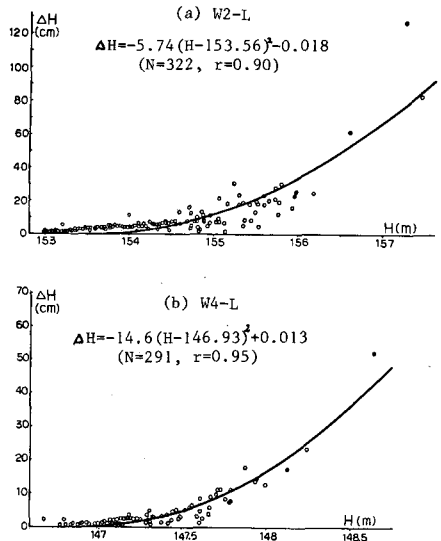 (a) W2-L
ΔH
(cm)
ΔH=-5.74(H-153.56)²-0.018
(N=322, r=0.90)
120
100
80
60
40
20
0
153 154 155 156 157
H(m)
(b) W4-L
ΔH
(cm)
ΔH=-14.6(H-146.93)²+0.013
(N=291, r=0.95)
70
60
50
40
30
20
10
0
147 147.5 148 148.5
H(m)